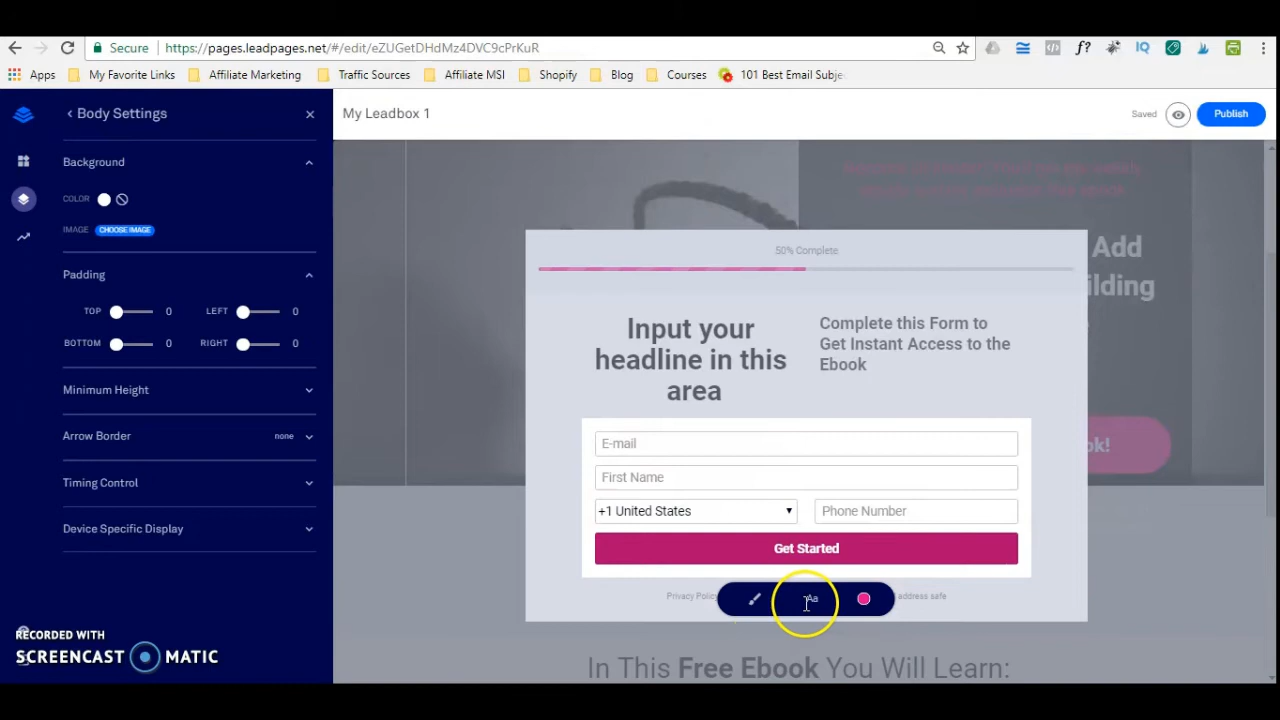 Secure https://pages.leadpages.net/#/edit/eZUGetDHdMz4DVC9cPrKuR
Apps My Favorite Links Affiliate Marketing Traffic Sources Affiliate MSI Shopify Blog Courses 101 Best Email Subje
Body Settings
My Leadbox 1
Saved
Publish
Background
COLOR
IMAGE CHOOSE IMAGE
Padding
TOP 0 LEFT 0
BOTTOM 0 RIGHT 0
Minimum Height
Arrow Border none
Timing Control
Device Specific Display
Add
ilding
ok!
50% Complete
Input your
headline in this
area
Complete this Form to
Get Instant Access to the
Ebook
E-mail
First Name
+1 United States
Phone Number
Get Started
Privacy Policy
Aa
address safe
In This Free Ebook You Will Learn:
RECORDED WITH
SCREENCAST MATIC